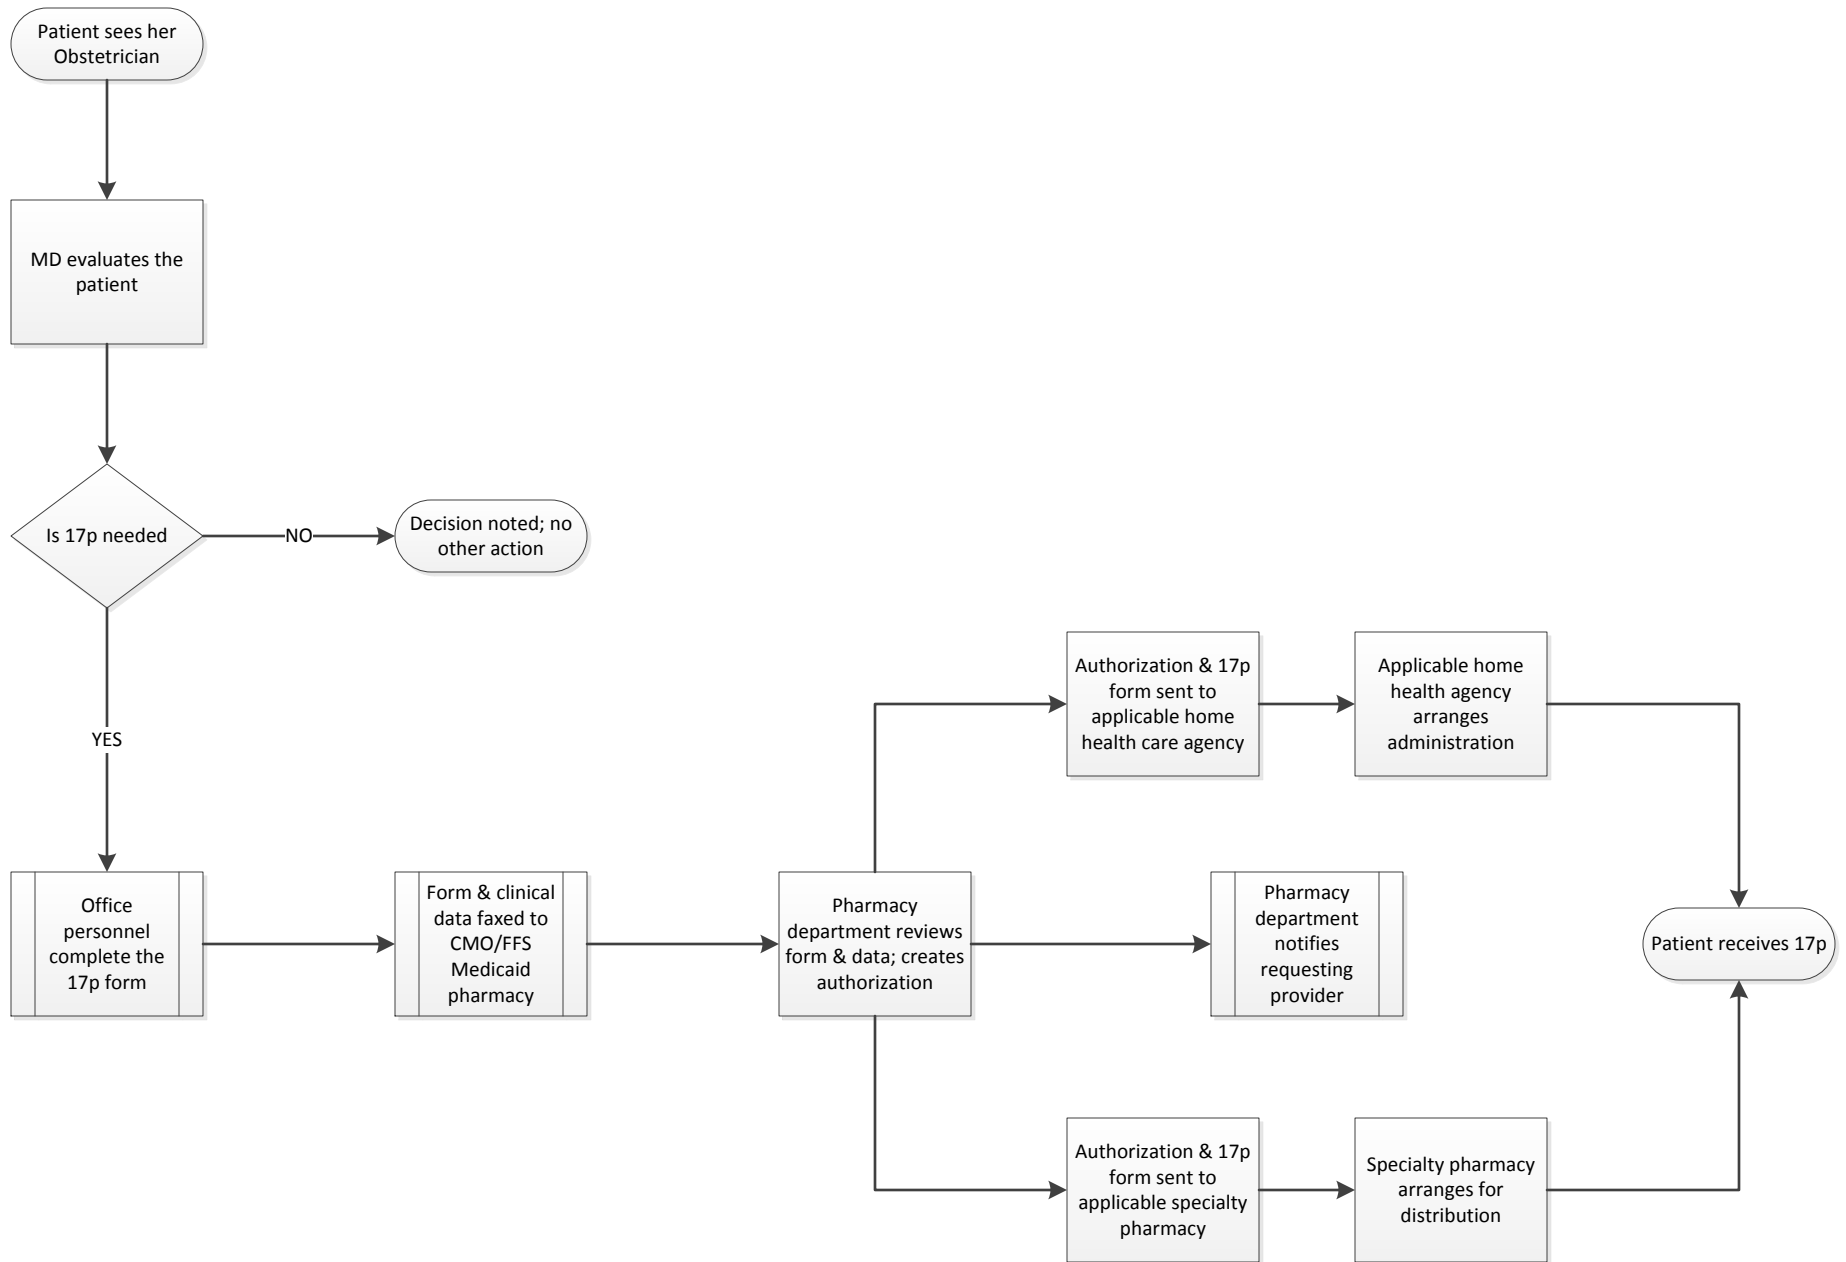 Patient sees her
Obstetrician
MD evaluates the
patient
Is 17p needed
NO
Decision noted; no
other action
YES
Office
personnel
complete the
17p form
Form & clinical
data faxed to
CMO/FFS
Medicaid
pharmacy
Pharmacy
department reviews
form & data; creates
authorization
Authorization & 17p
form sent to
applicable home
health care agency
Applicable home
health agency
arranges
administration
Pharmacy
department
notifies
requesting
provider
Authorization & 17p
form sent to
applicable specialty
pharmacy
Specialty pharmacy
arranges for
distribution
Patient receives 17p